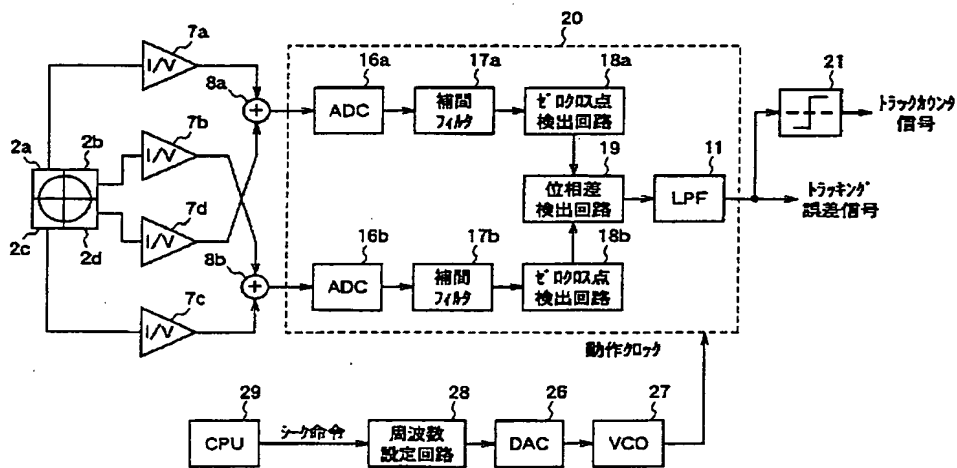 20
7a
I/V
8a
+
16a
ADC
17a
補間
フィルタ
18a
ゼロクロス点
検出回路
21
トラックカウンタ
信号
7b
I/V
2a
2b
2c
2d
7d
I/V
19
位相差
検出回路
11
LPF
トラッキング
誤差信号
8b
+
16b
ADC
17b
補間
フィルタ
18b
ゼロクロス点
検出回路
7c
I/V
動作クロック
29
CPU
シーク命令
28
周波数
設定回路
26
DAC
27
VCO